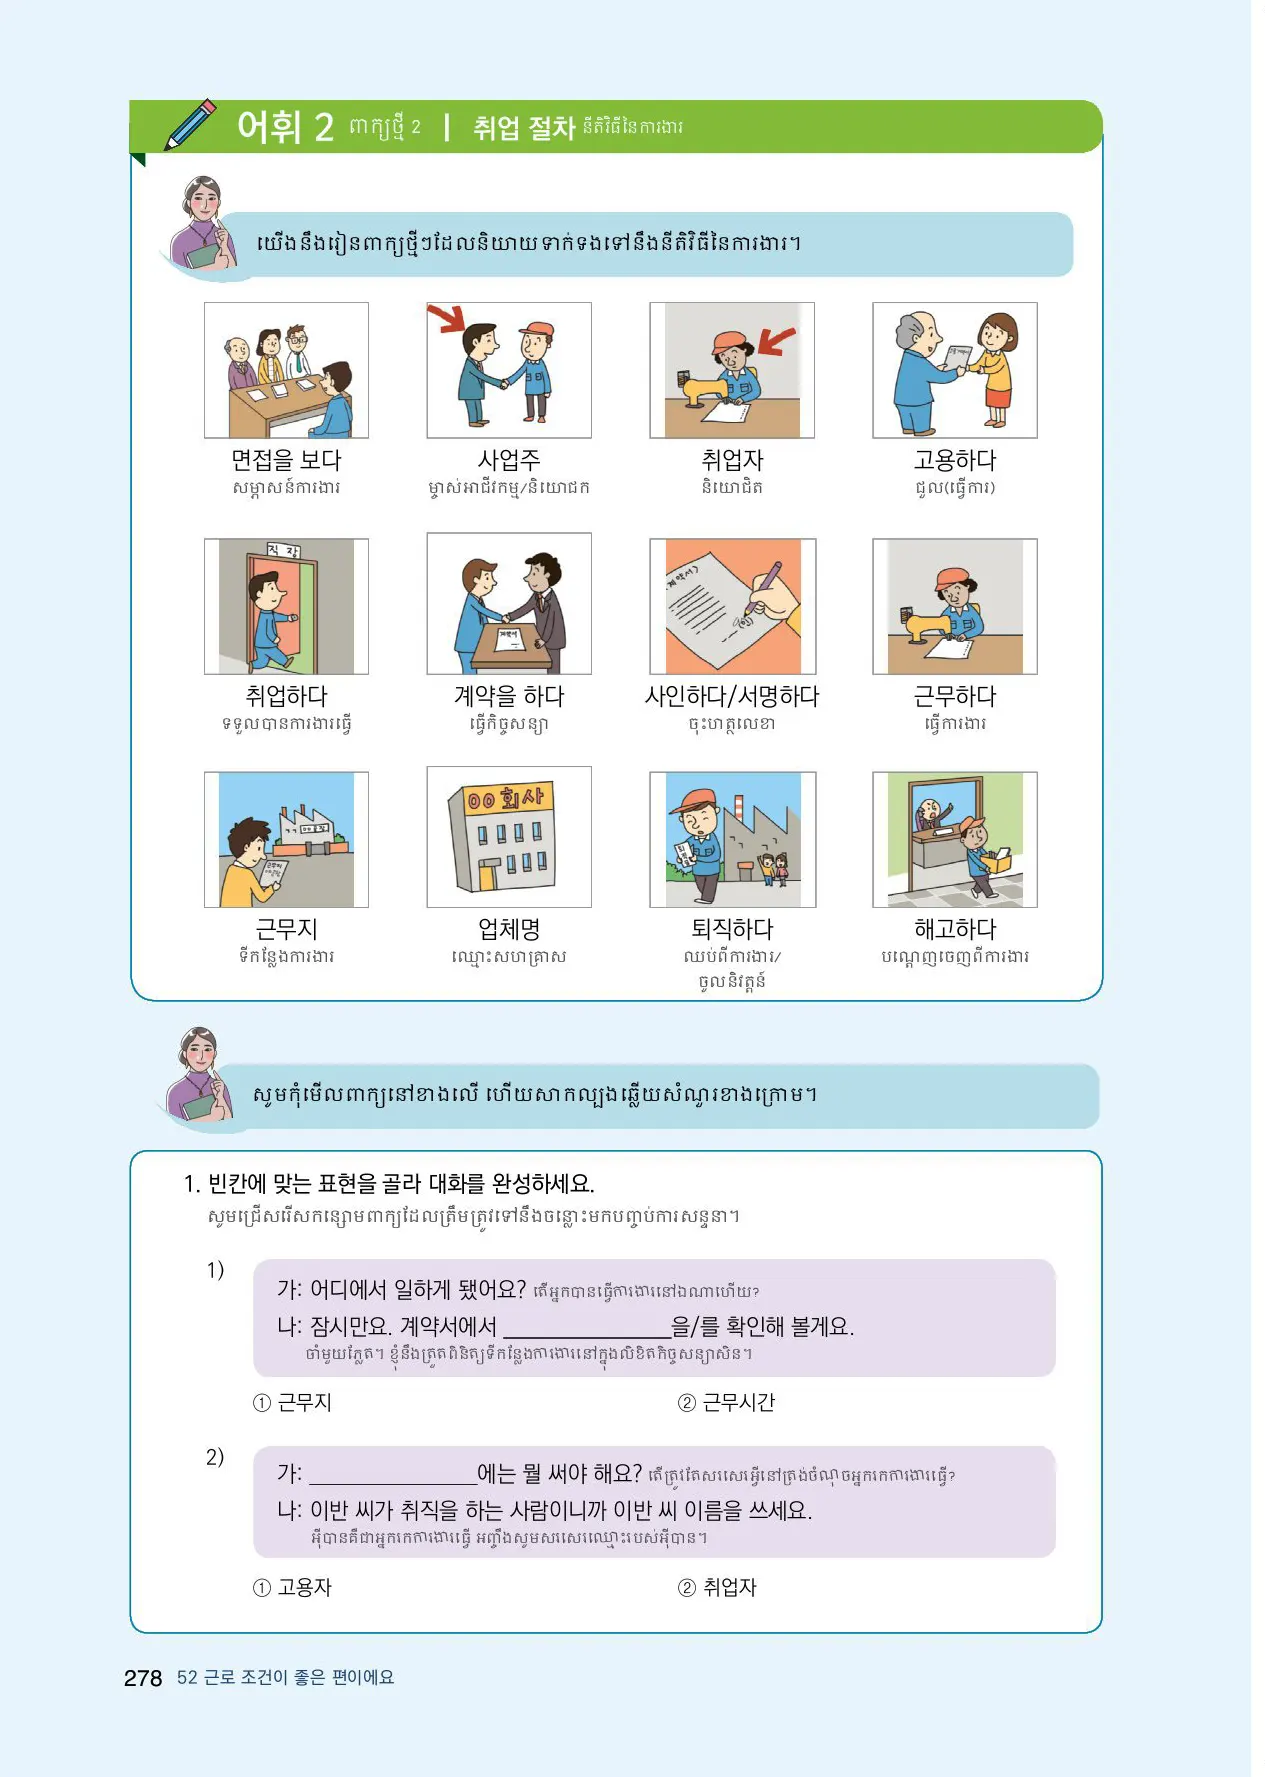 어휘 2 ពាក្យថ្មី 2 | 취업 절차 នីតិវិធីនៃការងារ
យើងនឹងរៀនពាក្យថ្មីៗដែលនិយាយទាក់ទងទៅនឹងនីតិវិធីនៃការងារ។
면접을 보다 사업주 취업자 고용하다
សម្ភាសន៍ការងារ ម្ចាស់អាជីវកម្ម/និយោជក និយោជិត ជួល(ធ្វើការ)
직 장
계약서
계약서
취업하다 계약을 하다 사인하다/서명하다 근무하다
ទទួលបានការងារធ្វើ ធ្វើកិច្ចសន្យា ចុះហត្ថលេខា ធ្វើការងារ
OO 회사
근무지 업체명 퇴직하다 해고하다
ទីកន្លែងការងារ ឈ្មោះសហគ្រាស ឈប់ពីការងារ/ បណ្តេញចេញពីការងារ
ចូលនិវត្តន៍
សូមកុំមើលពាក្យនៅខាងលើ ហើយសាកល្បងឆ្លើយសំណួរខាងក្រោម។
1. 빈칸에 맞는 표현을 골라 대화를 완성하세요.
សូមជ្រើសរើសកន្សោមពាក្យដែលត្រឹមត្រូវទៅនឹងចន្លោះមកបញ្ចប់ការសន្ទនា។
1)
가: 어디에서 일하게 됐어요? តើអ្នកបានធ្វើការងារនៅឯណាហើយ?
나: 잠시만요. 계약서에서 ______________을/를 확인해 볼게요.
ចាំមួយភ្លែត។ ខ្ញុំនឹងត្រួតពិនិត្យទីកន្លែងការងារនៅក្នុងលិខិតកិច្ចសន្យាសិន។
① 근무지 ② 근무시간
2)
가: ______________에는 뭘 써야 해요? តើត្រូវតែសរសេរអ្វីនៅត្រង់ចំណុចអ្នករកការងារធ្វើ?
나: 이반 씨가 취직을 하는 사람이니까 이반 씨 이름을 쓰세요.
អ៊ីបានគឺជាអ្នករកការងារធ្វើ អញ្ចឹងសូមសរសេរឈ្មោះរបស់អ៊ីបាន។
① 고용자 ② 취업자
278 52 근로 조건이 좋은 편이에요